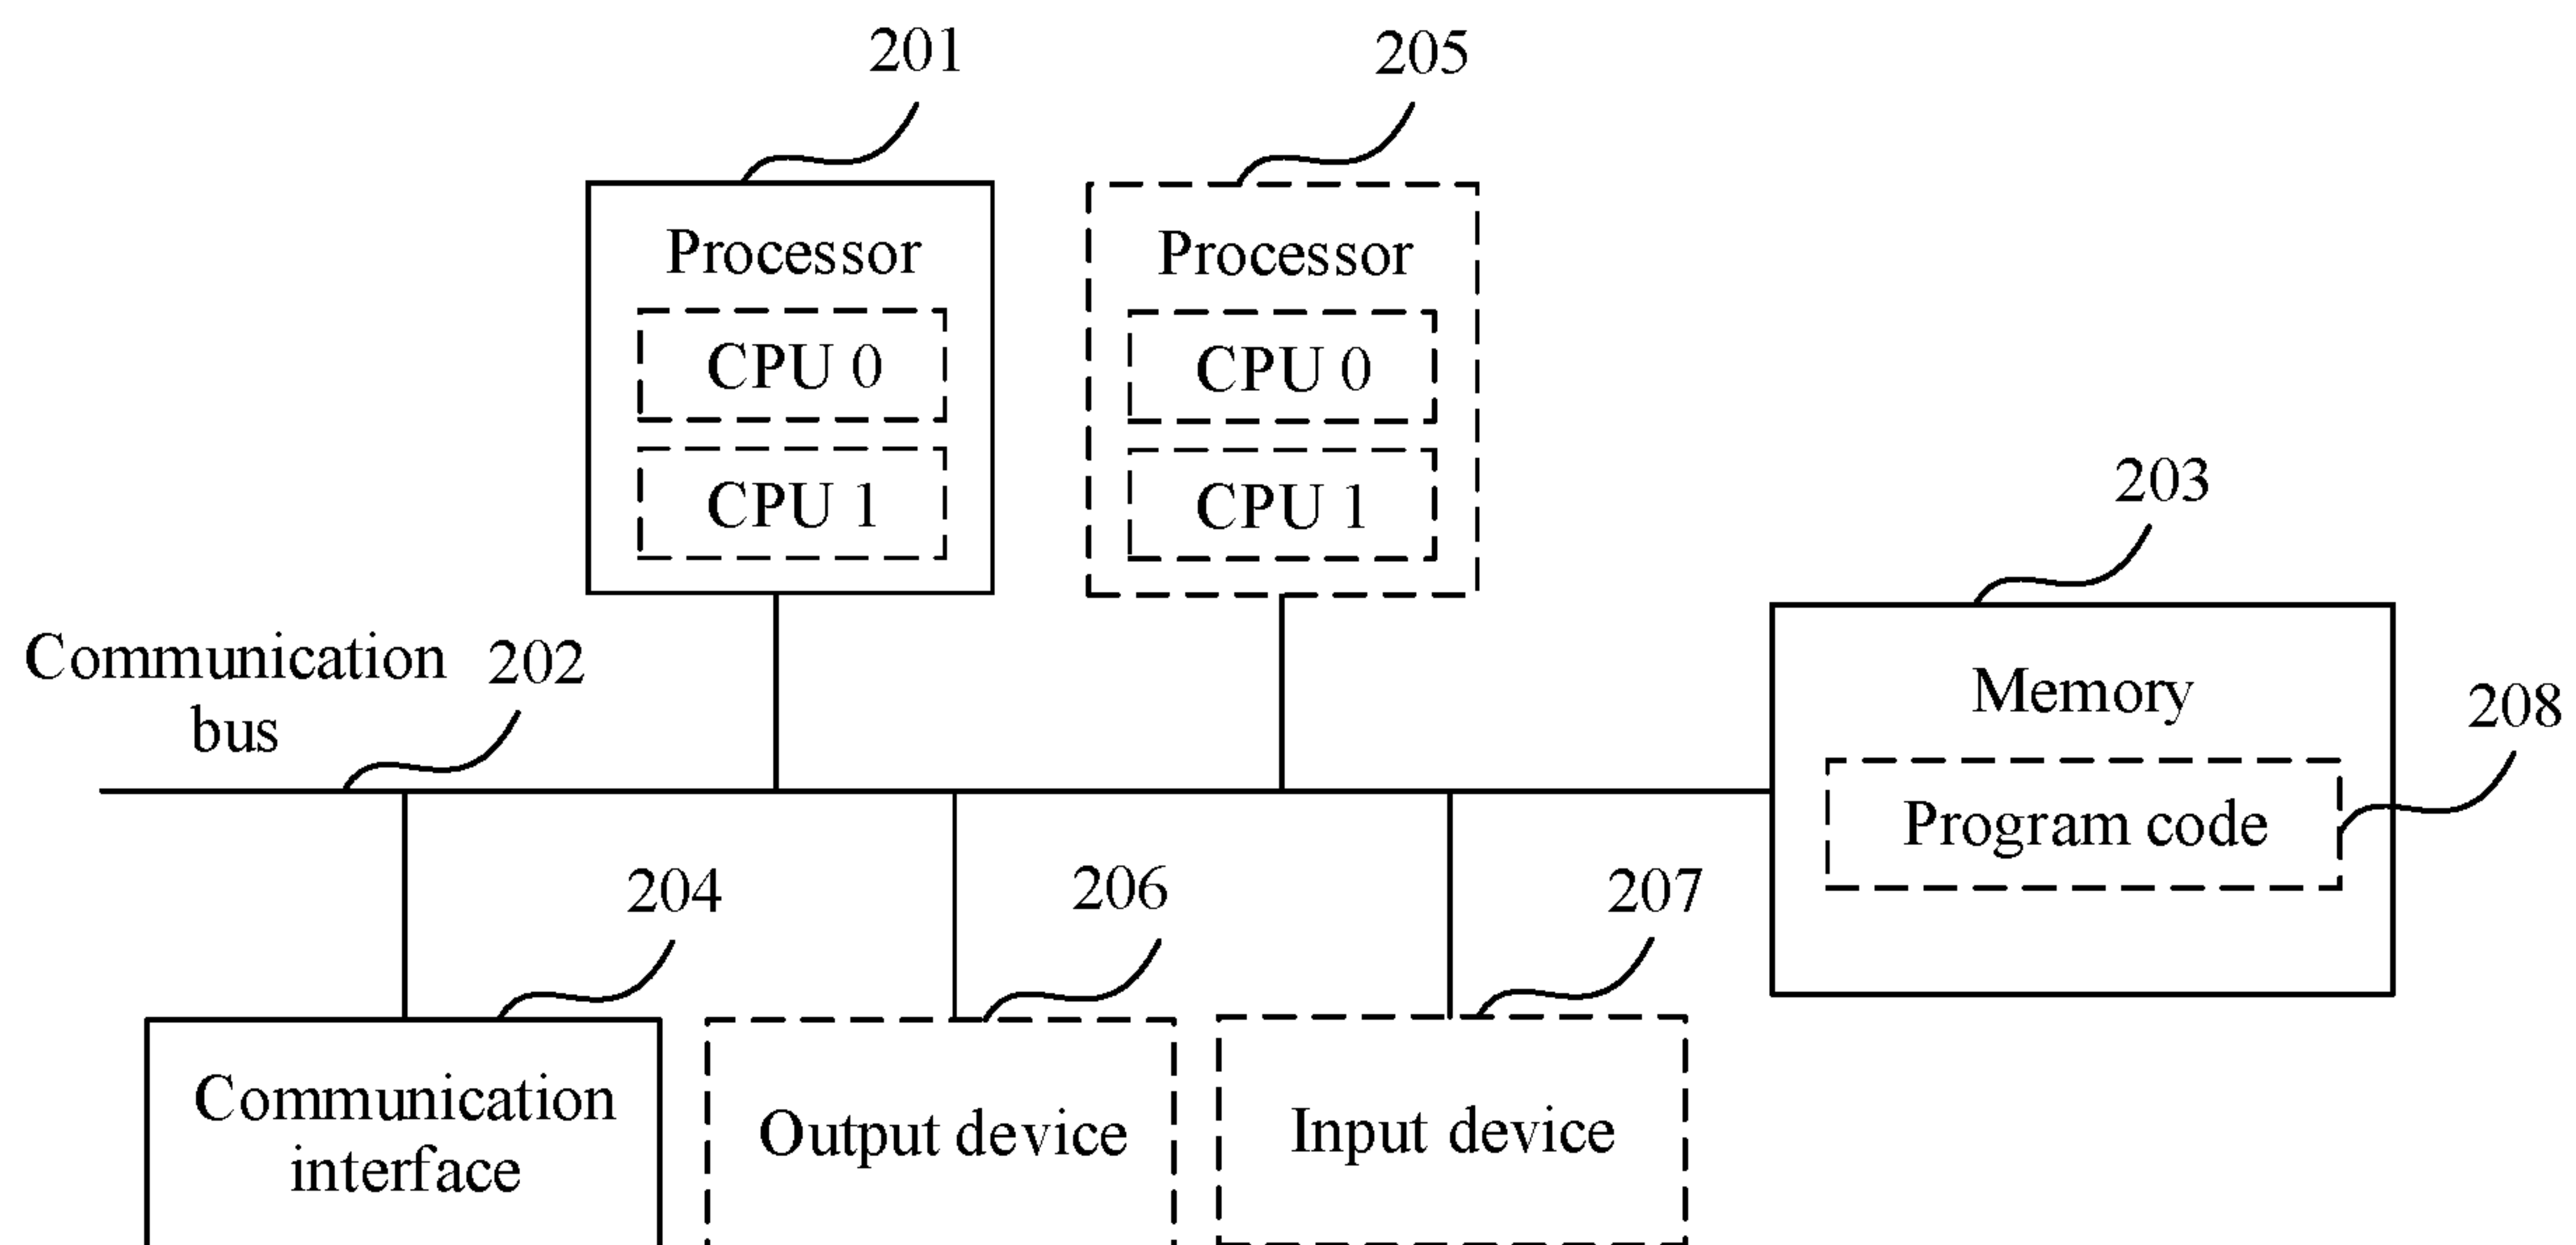 201
205
Processor
CPU 0
CPU 1
Processor
CPU 0
CPU 1
203
Communication
bus
202
Memory
208
Program code
204
206
207
Communication
interface
Output device
Input device